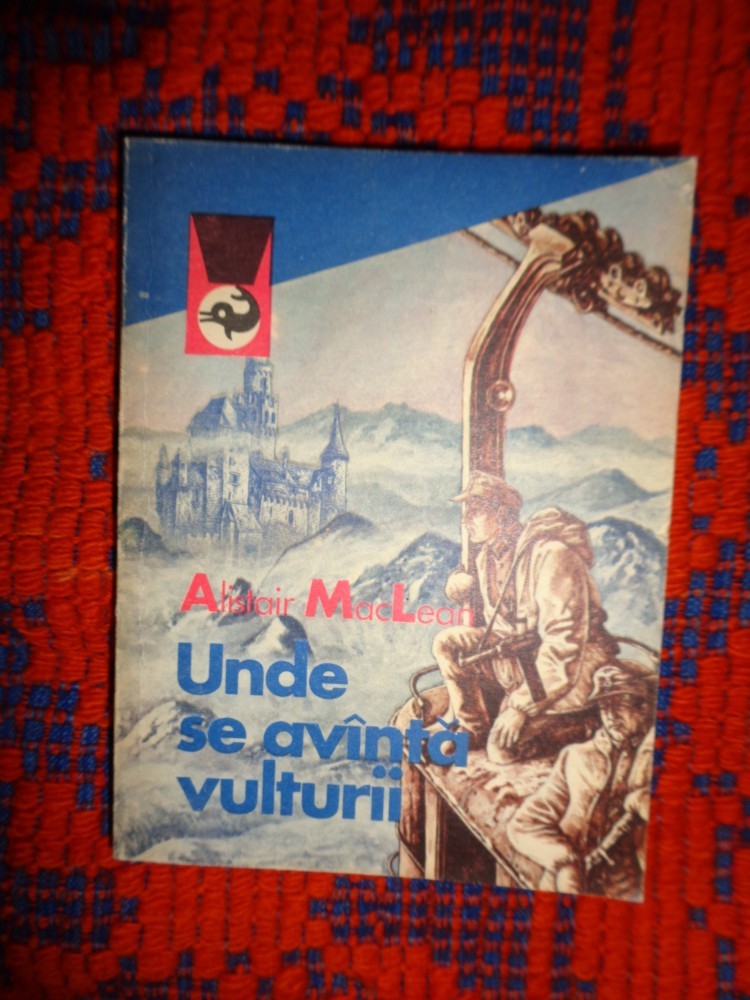 Alistair MacLean
Unde
se avîntă
vulturii